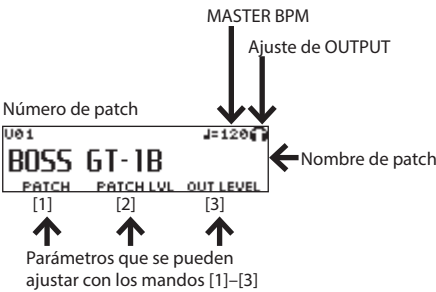 MASTER BPM
Ajuste de OUTPUT
Número de patch
U01 ♩=120
BOSS GT-1B
Nombre de patch
PATCH PATCH LVL OUT LEVEL
[1] [2] [3]
Parámetros que se pueden
ajustar con los mandos [1]–[3]